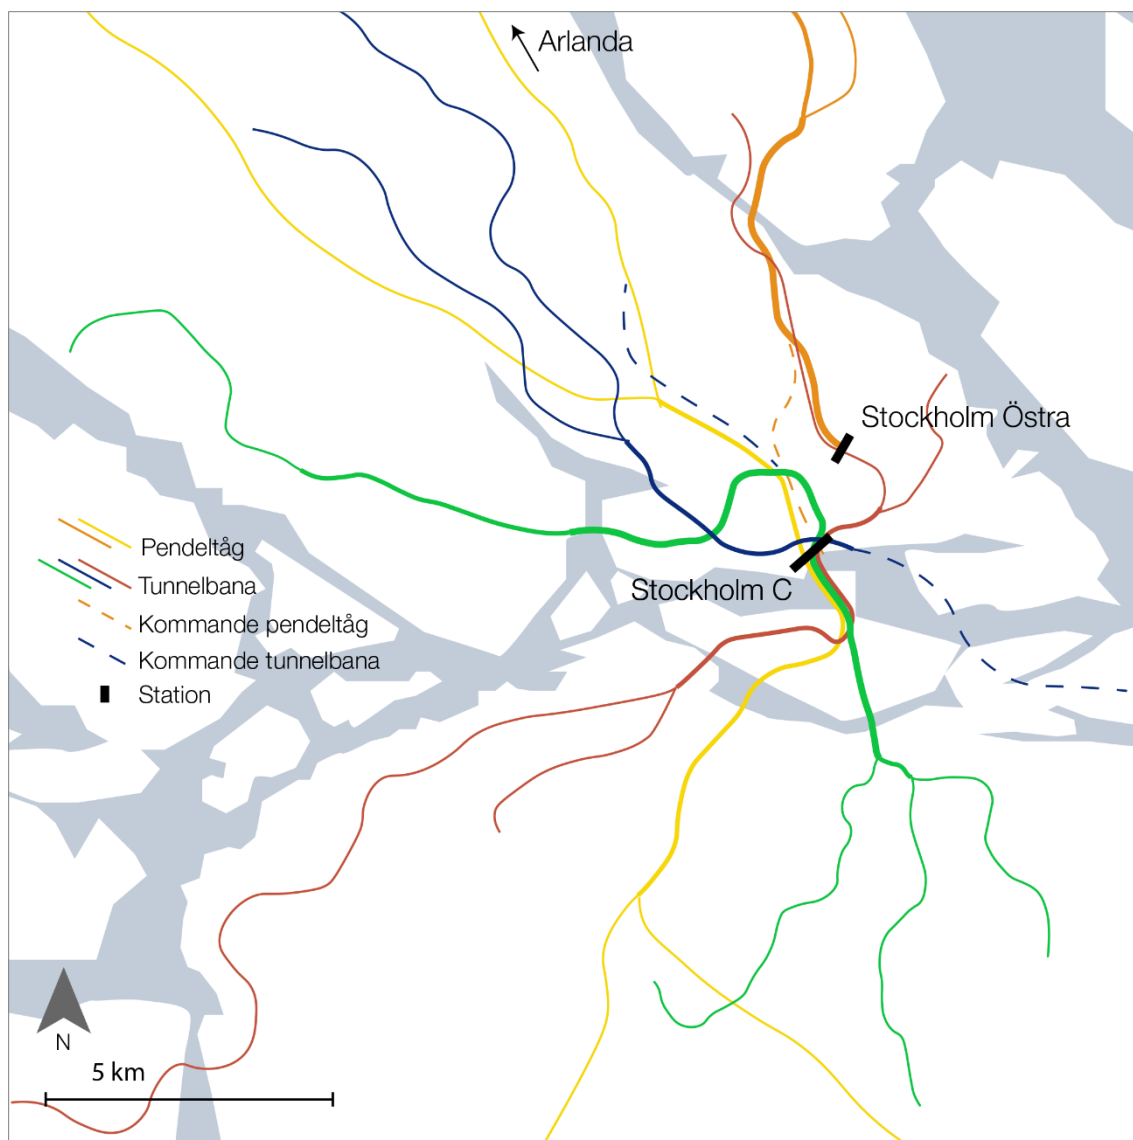 Arlanda
Stockholm Östra
Stockholm C
Pendeltåg
Tunnelbana
Kommande pendeltåg
Kommande tunnelbana
Station
N
5 km